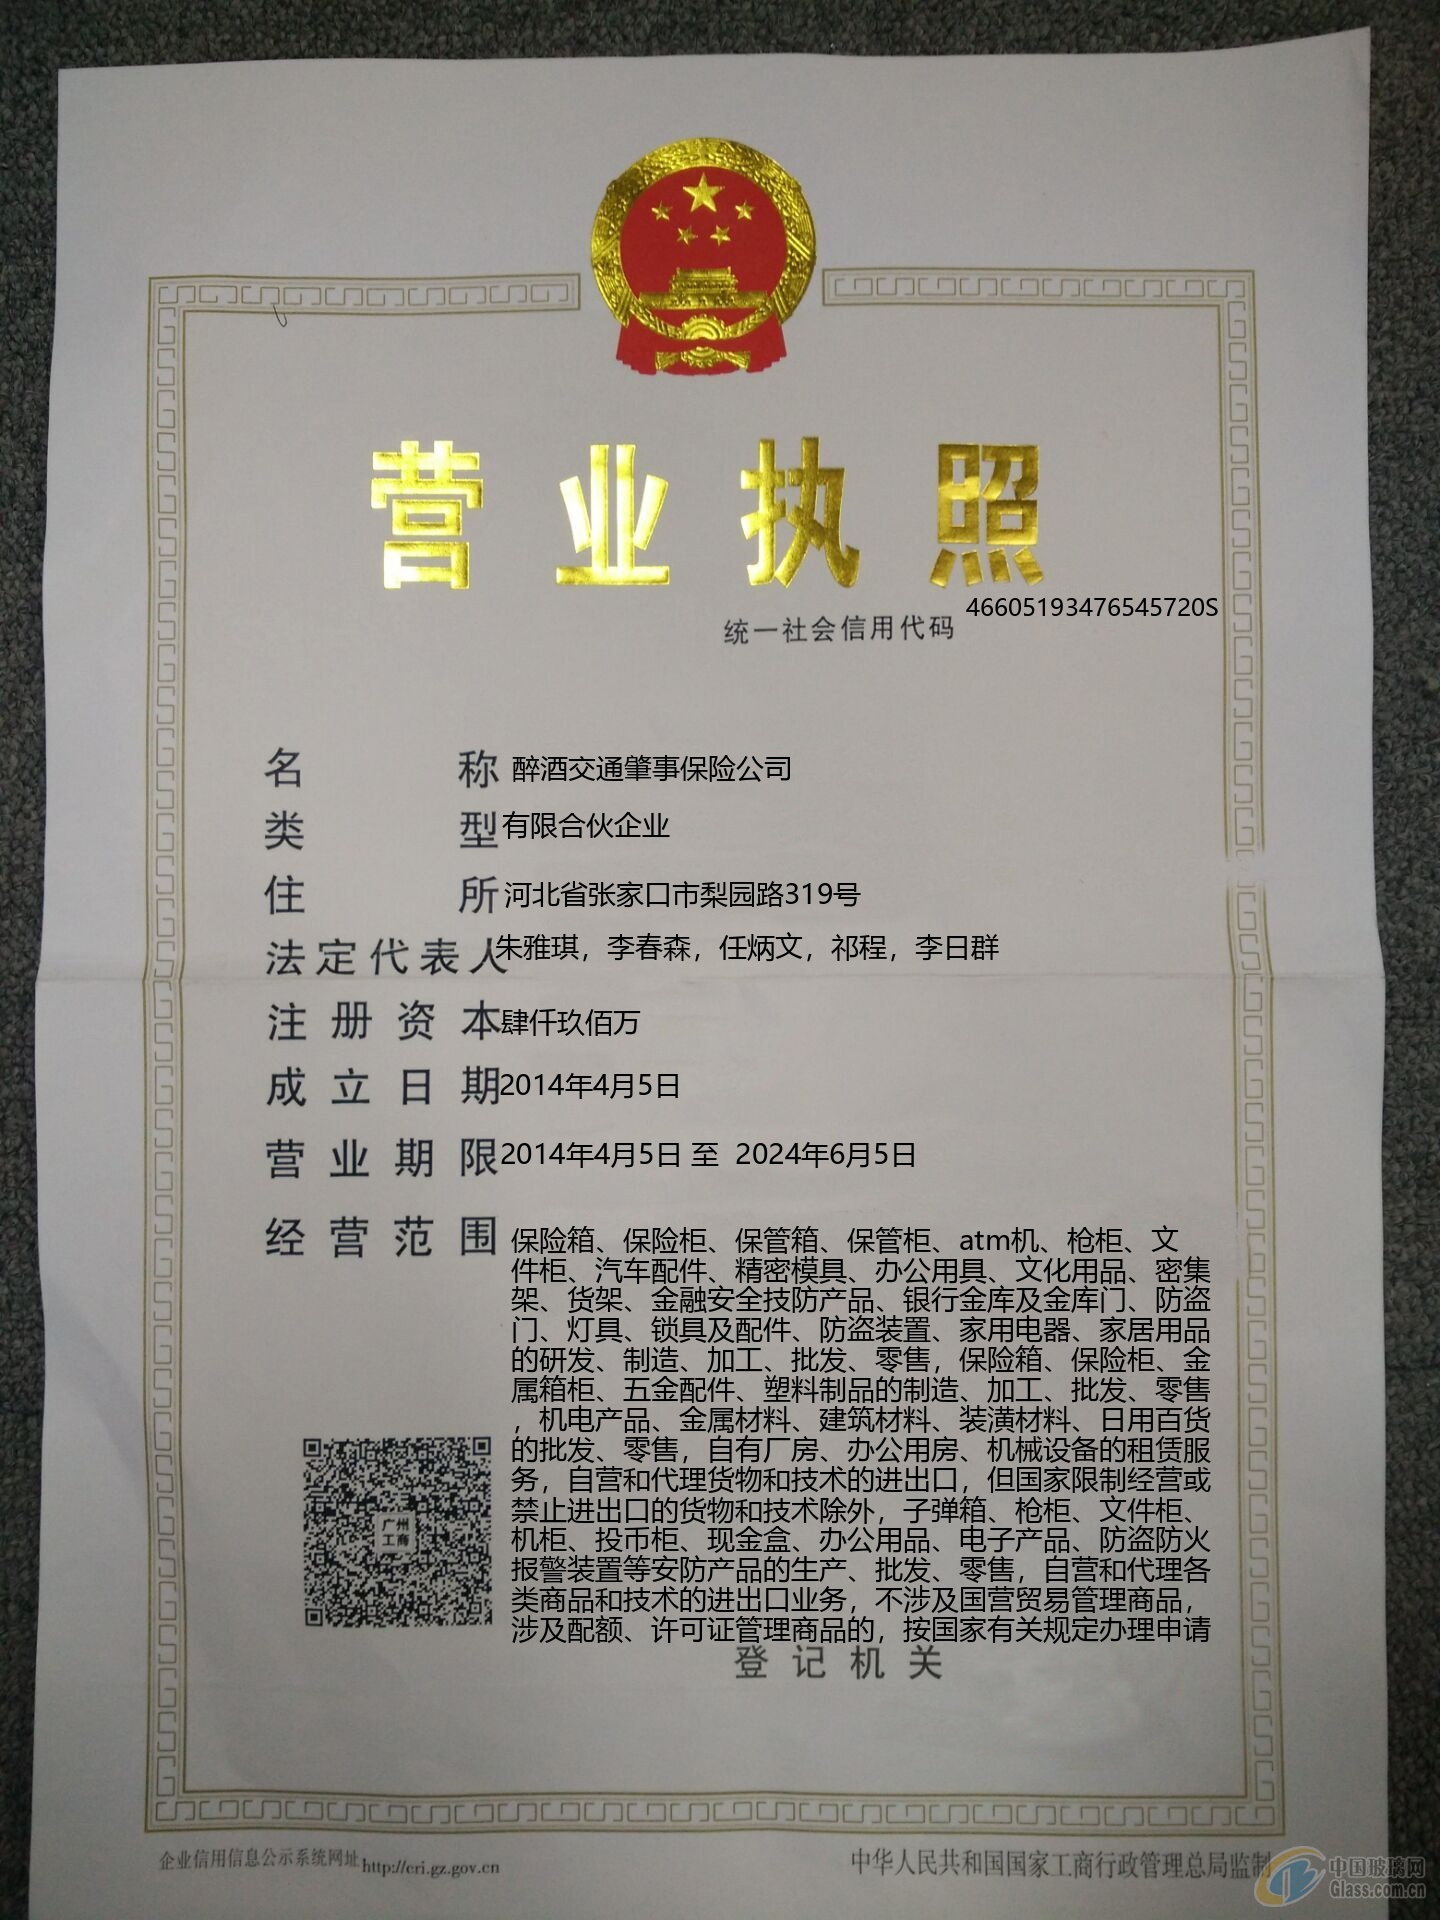 营业执照
统一社会信用代码 46605193476545720S
名称 醉酒交通肇事保险公司
类型 有限合伙企业
住所 河北省张家口市梨园路319号
法定代表人 朱雅琪，李春森，任炳文，祁程，李日群
注册资本 肆仟玖佰万
成立日期 2014年4月5日
营业期限 2014年4月5日 至 2024年6月5日
经营范围 保险箱、保险柜、保管箱、保管柜、atm机、枪柜、文
件柜、汽车配件、精密模具、办公用具、文化用品、密集
架、货架、金融安全技防产品、银行金库及金库门、防盗
门、灯具、锁具及配件、防盗装置、家用电器、家居用品
的研发、制造、加工、批发、零售，保险箱、保险柜、金
属箱柜、五金配件、塑料制品的制造、加工、批发、零售
，机电产品、金属材料、建筑材料、装潢材料、日用百货
的批发、零售，自有厂房、办公用房、机械设备的租赁服
务，自营和代理货物和技术的进出口，但国家限制经营或
禁止进出口的货物和技术除外，子弹箱、枪柜、文件柜、
机柜、投币柜、现金盒、办公用品、电子产品、防盗防火
报警装置等安防产品的生产、批发、零售，自营和代理各
类商品和技术的进出口业务，不涉及国营贸易管理商品，
涉及配额、许可证管理商品的，按国家有关规定办理申请
广州
工商
登记机关
企业信用信息公示系统网址 http://cri.gz.gov.cn
中华人民共和国国家工商行政管理总局监制
中国玻璃网
Glass.com.cn